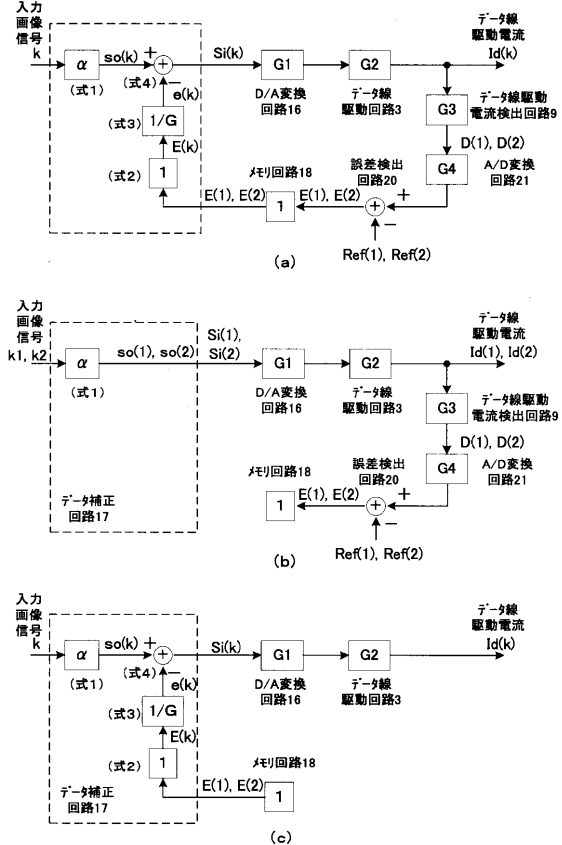 入力
画像
信号
k
α
(式1)
so(k)
+
(式4)
−
e(k)
(式3)
1/G
E(k)
(式2)
1
Si(k)
G1
D/A変換
回路16
G2
データ線
駆動回路3
データ線
駆動電流
Id(k)
G3
データ線駆動
電流検出回路9
D(1), D(2)
G4
A/D変換
回路21
メモリ回路18
E(1), E(2)
1
誤差検出
回路20
E(1), E(2)
+
−
Ref(1), Ref(2)
(a)
入力
画像
信号
k1, k2
α
(式1)
so(1), so(2)
Si(1),
Si(2)
G1
D/A変換
回路16
G2
データ線
駆動回路3
データ線
駆動電流
Id(1), Id(2)
G3
データ線駆動
電流検出回路9
D(1), D(2)
G4
A/D変換
回路21
データ補正
回路17
メモリ回路18
1
E(1), E(2)
誤差検出
回路20
+
−
Ref(1), Ref(2)
(b)
入力
画像
信号
k
α
(式1)
so(k)
+
(式4)
−
e(k)
(式3)
1/G
E(k)
(式2)
1
Si(k)
G1
D/A変換
回路16
G2
データ線
駆動回路3
データ線
駆動電流
Id(k)
データ補正
回路17
メモリ回路18
E(1), E(2)
1
(c)